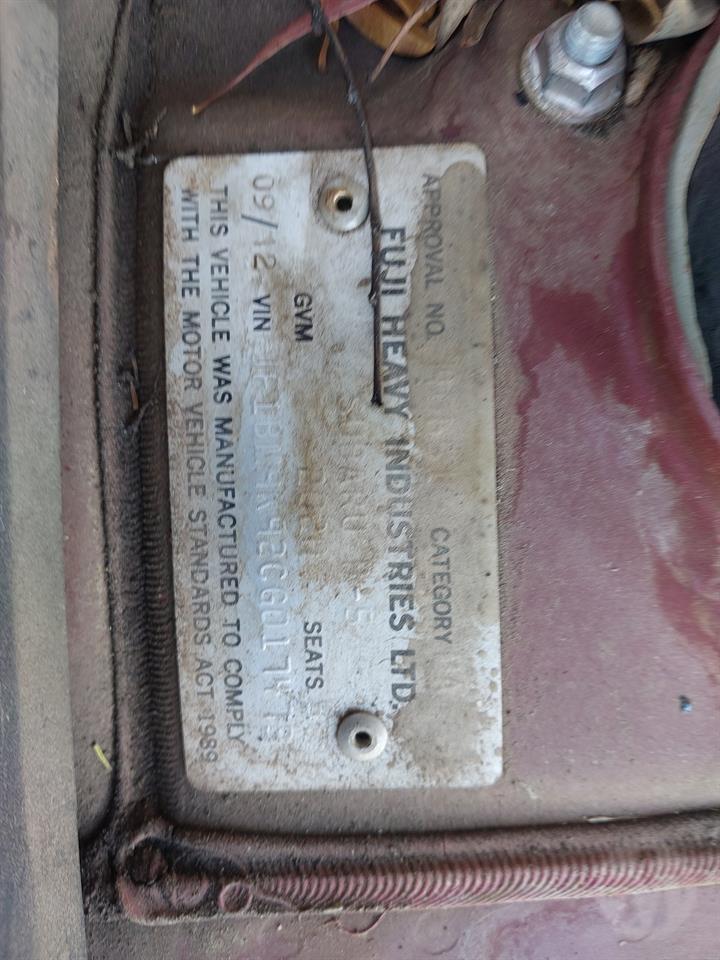 APPROVAL NO. CATEGORY
FUJI HEAVY INDUSTRIES LTD.
SUBARU
GVM SEATS
09/12 VIN
THIS VEHICLE WAS MANUFACTURED TO COMPLY
WITH THE MOTOR VEHICLE STANDARDS ACT 1989